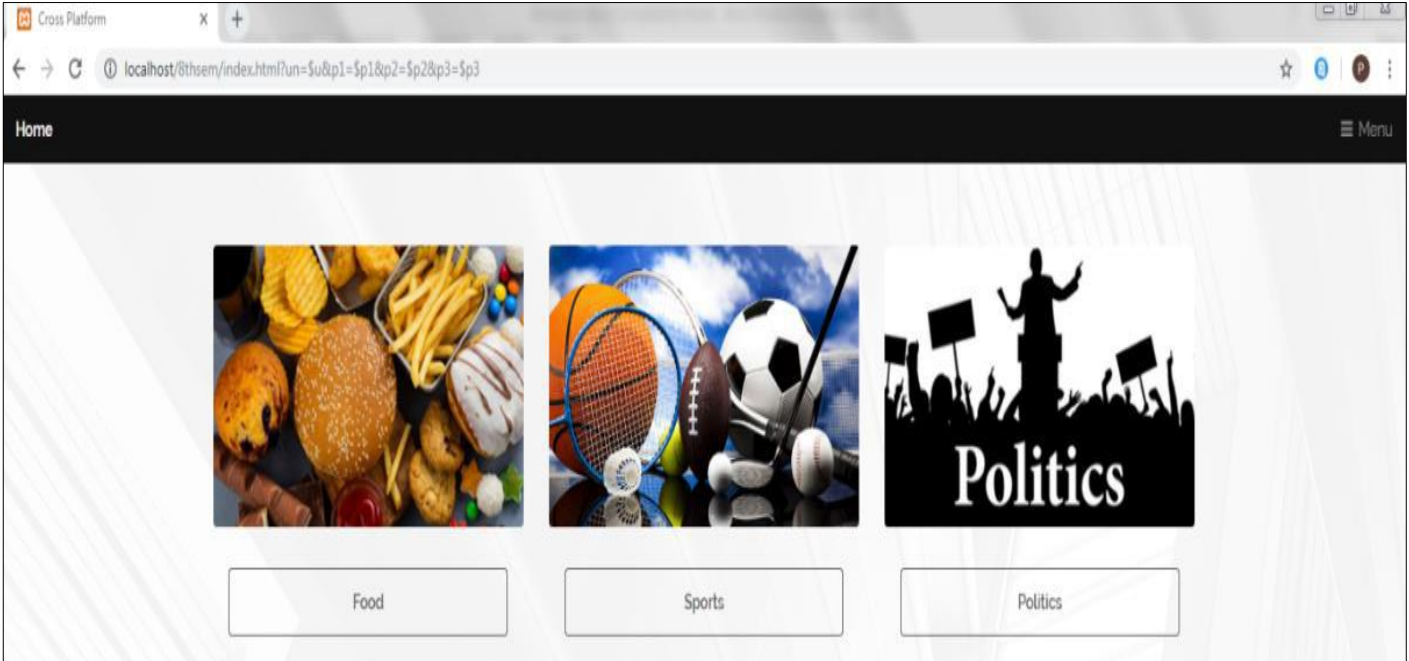 Cross Platform
localhost/8thsem/index.html?un=$u&p1=$p1&p2=$p2&p3=$p3
P
Home
Menu
Politics
Food
Sports
Politics